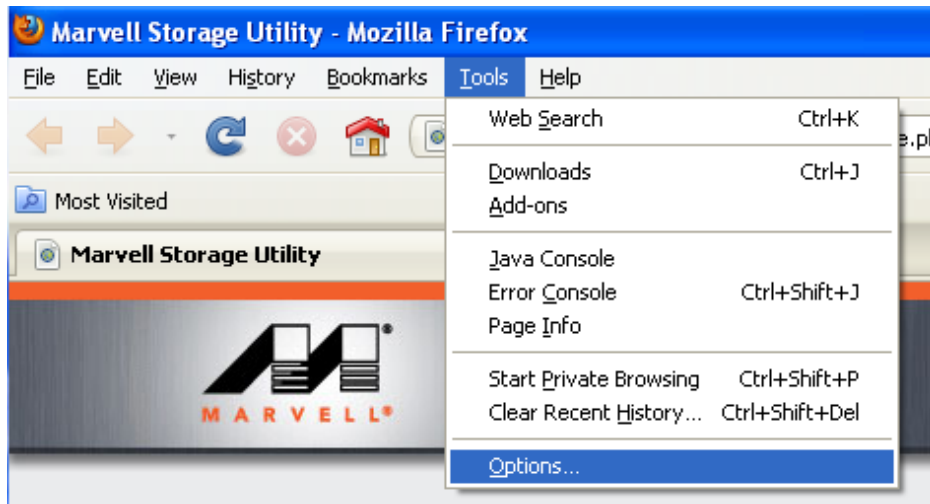 Marvell Storage Utility - Mozilla Firefox
File Edit View History Bookmarks Tools Help
Web Search Ctrl+K
Downloads Ctrl+J
Add-ons
Most Visited
Marvell Storage Utility
Java Console
Error Console Ctrl+Shift+J
Page Info
Start Private Browsing Ctrl+Shift+P
Clear Recent History... Ctrl+Shift+Del
MARVELL®
Options...